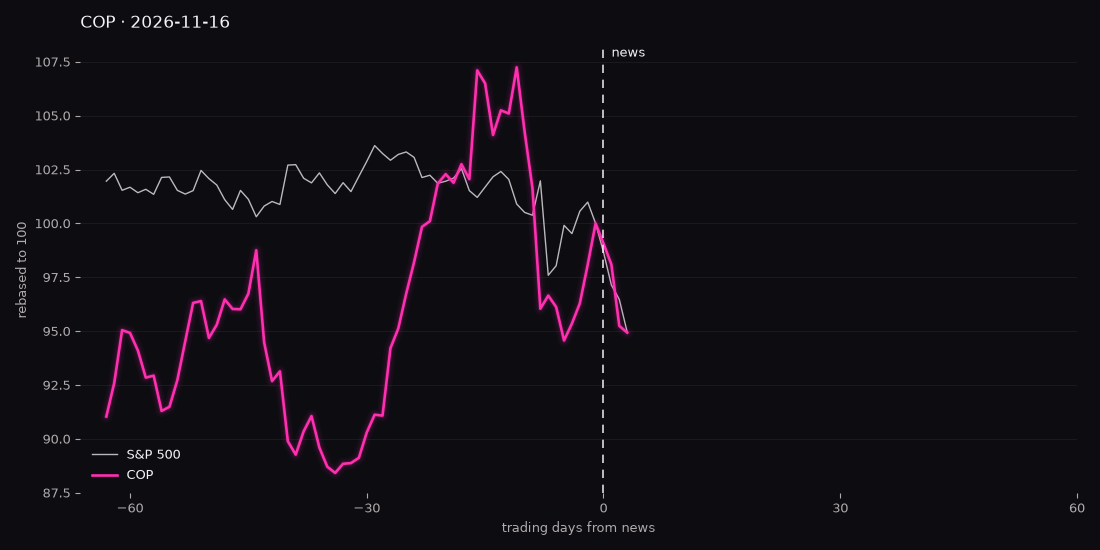 COP · 2026-11-16
news
107.5
105.0
102.5
100.0
97.5
95.0
92.5
90.0
87.5
rebased to 100
S&P 500
COP
−60
−30
0
30
60
trading days from news